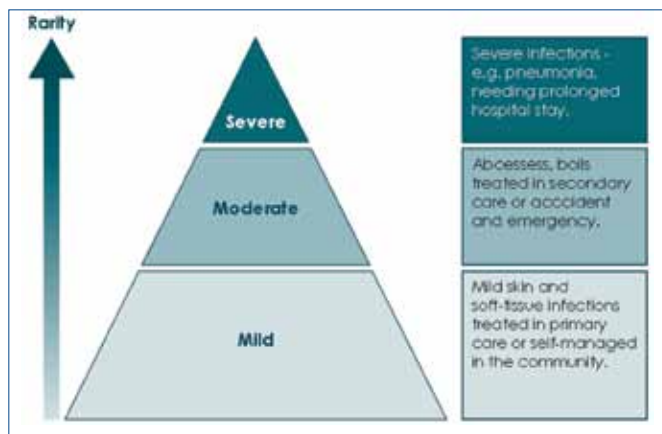 Rarity
Severe
Severe infections -
e.g. pneumonia,
needing prolonged
hospital stay.
Moderate
Abcessess, boils
treated in secondary
care or acccident
and emergency.
Mild
Mild skin and
soft-tissue infections
treated in primary
care or self-managed
in the community.